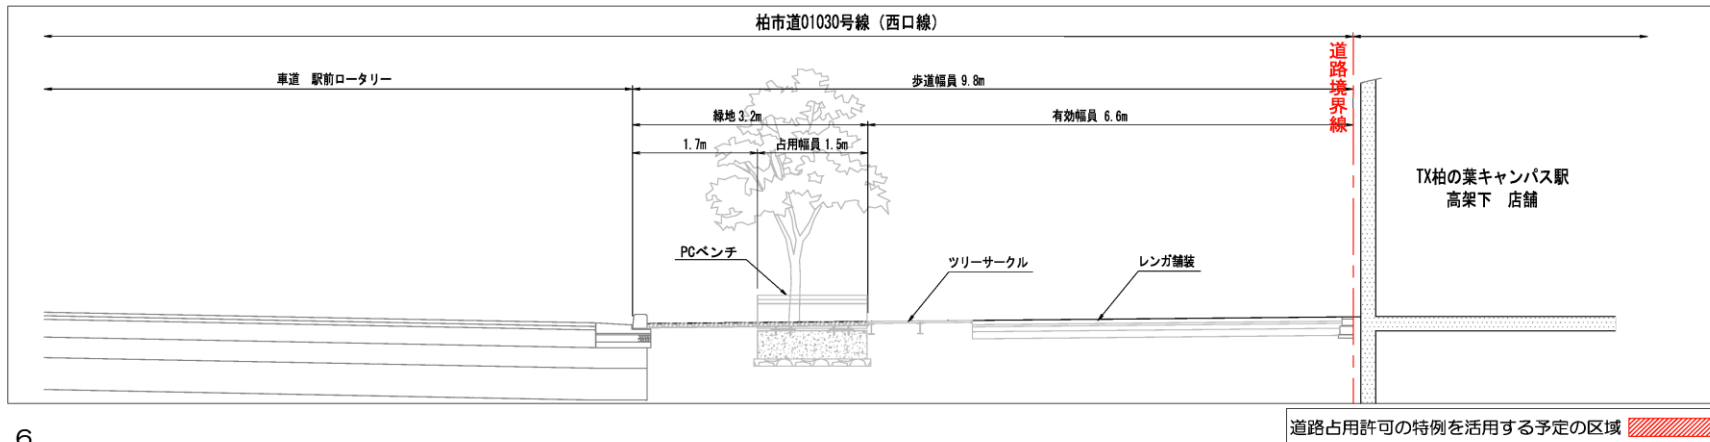 柏市道01030号線（西口線）
道路境界線
車道　駅前ロータリー
歩道幅員 9.8m
緑地 3.2m
有効幅員 6.6m
1.7m
占用幅員 1.5m
TX柏の葉キャンパス駅
高架下　店舗
PCベンチ
ツリーサークル
レンガ舗装
道路占用許可の特例を活用する予定の区域
6